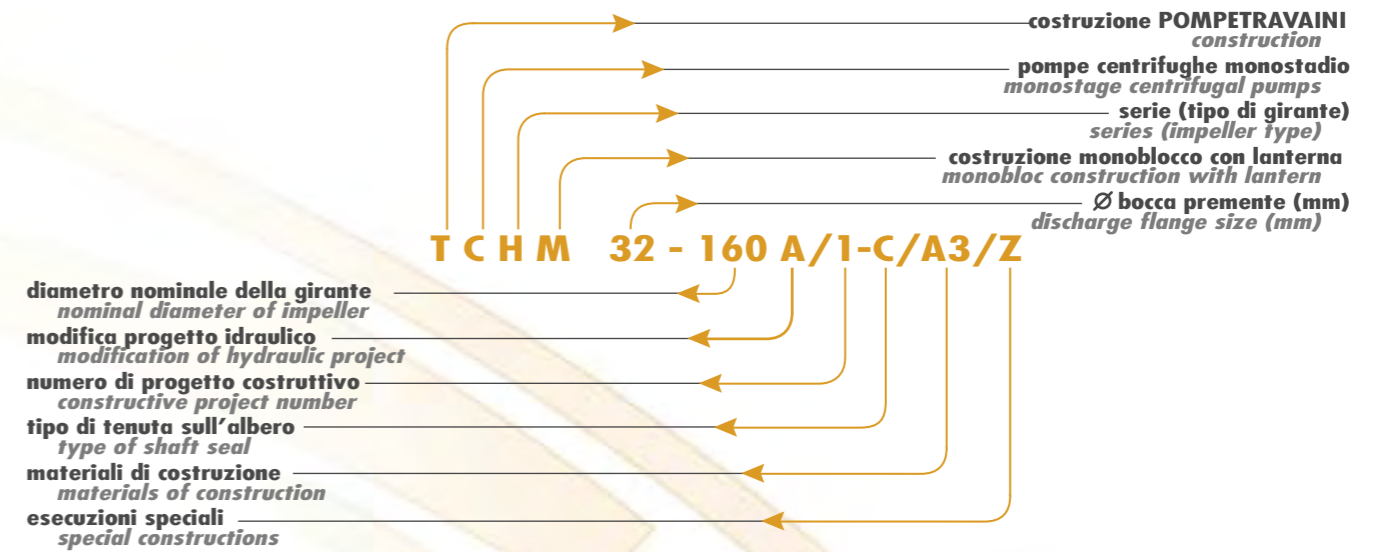 costruzione POMPETRAVAINI
construction
pompe centrifughe monostadio
monostage centrifugal pumps
serie (tipo di girante)
series (impeller type)
costruzione monoblocco con lanterna
monobloc construction with lantern
Ø bocca premente (mm)
discharge flange size (mm)
T C H M 32 - 160 A/1-C/A3/Z
diametro nominale della girante
nominal diameter of impeller
modifica progetto idraulico
modification of hydraulic project
numero di progetto costruttivo
constructive project number
tipo di tenuta sull'albero
type of shaft seal
materiali di costruzione
materials of construction
esecuzioni speciali
special constructions